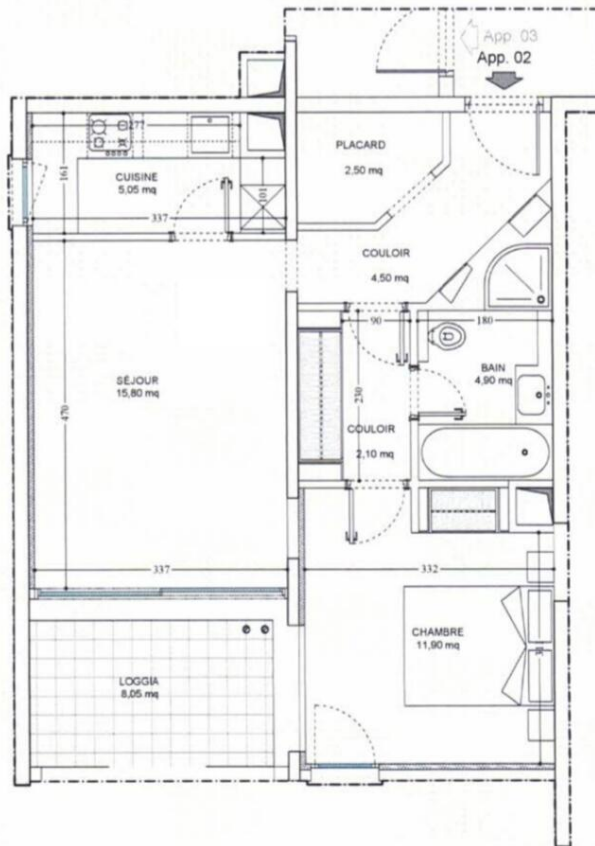 App. 03
App. 02
277
PLACARD
2,50 mq
161
CUISINE
5,05 mq
101
337
COULOIR
4,50 mq
90
180
BAIN
4,90 mq
SÉJOUR
15,80 mq
470
230
COULOIR
2,10 mq
337
332
CHAMBRE
11,90 mq
LOGGIA
8,05 mq